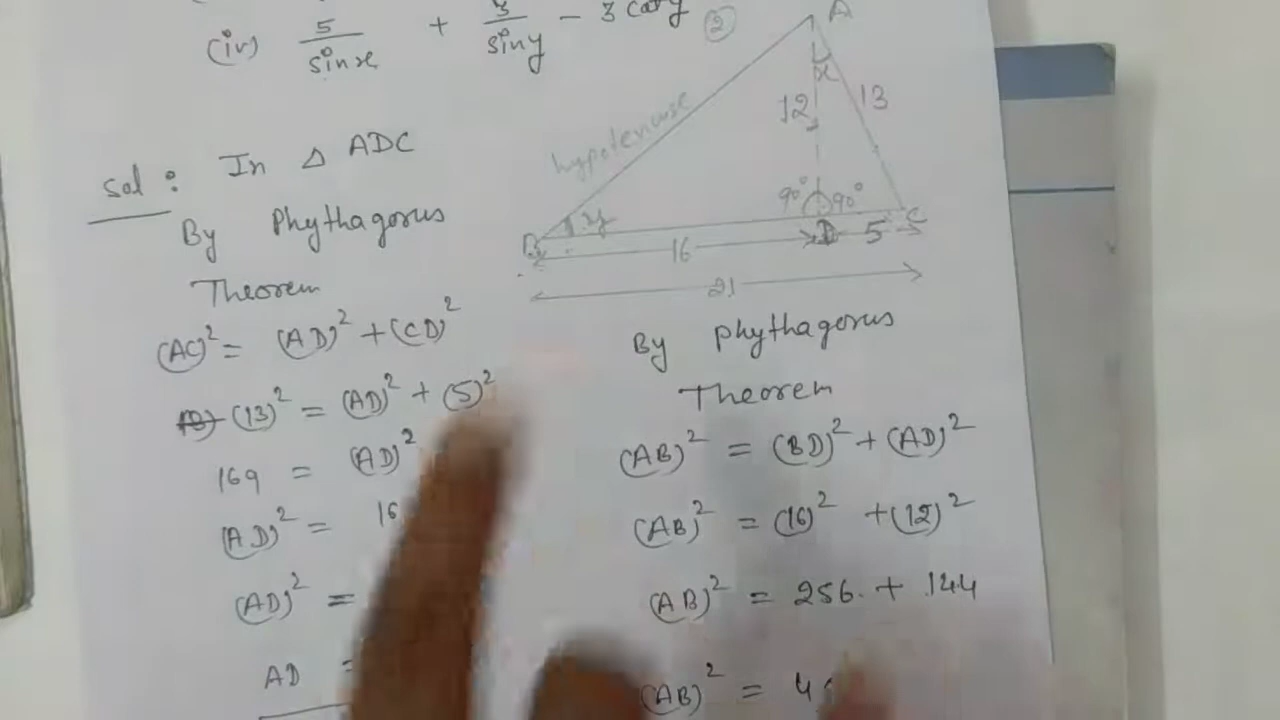 (iv) 5/sinx + 3/siny - 3 coty
2
A
x
12
13
hypotenuse
90° 90°
y
B
D
5
C
16
21
Sol : In Δ ADC
By Phythagorus
Theorem
(AC)² = (AD)² + (CD)²
(13)² = (AD)² + (5)²
169 = (AD)²
(AD)² = 16
(AD)² =
AD =
By phythagorus
Theorem
(AB)² = (BD)² + (AD)²
(AB)² = (16)² + (12)²
(AB)² = 256. + 144
(AB)² = 4